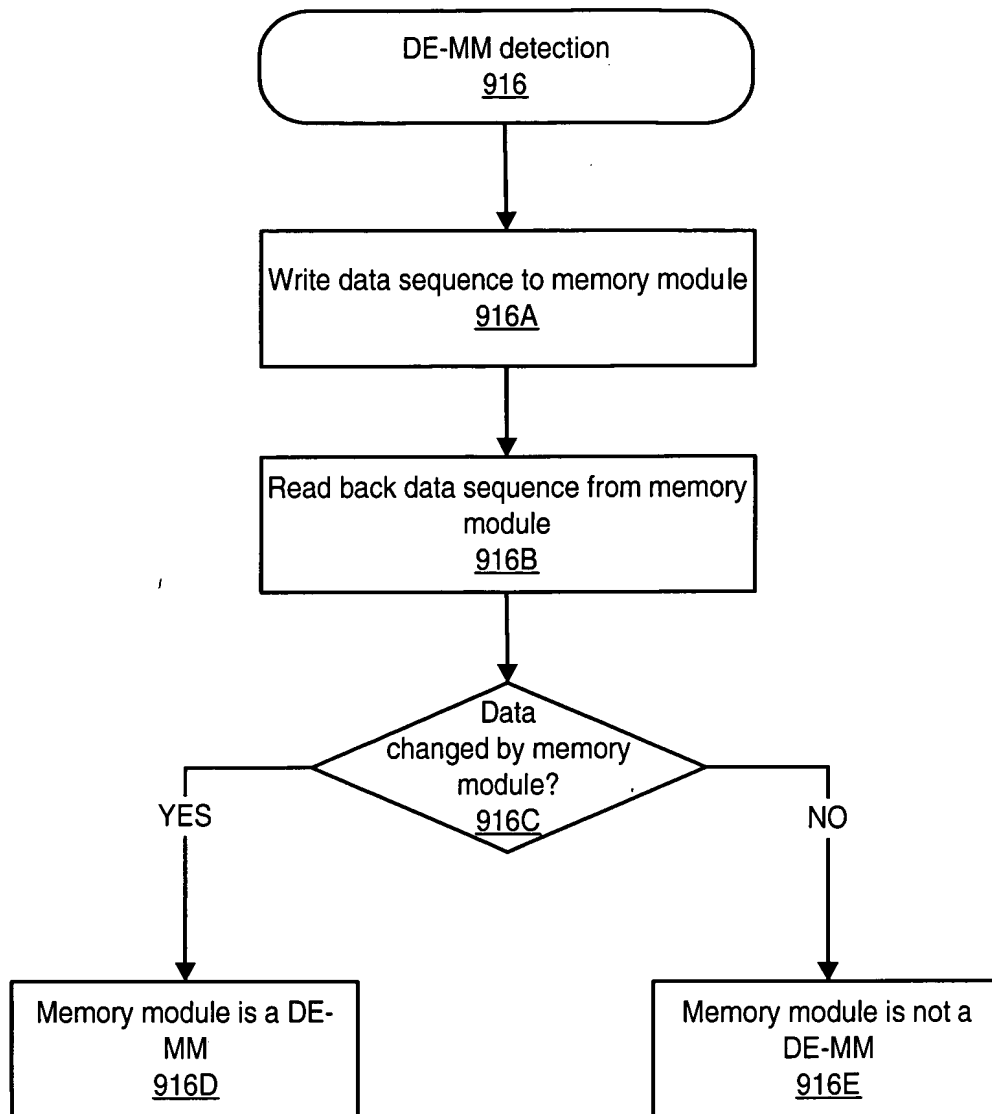 DE-MM detection
916
Write data sequence to memory module
916A
Read back data sequence from memory
module
916B
Data
changed by memory
module?
916C
YES
NO
Memory module is a DE-
MM
916D
Memory module is not a
DE-MM
916E